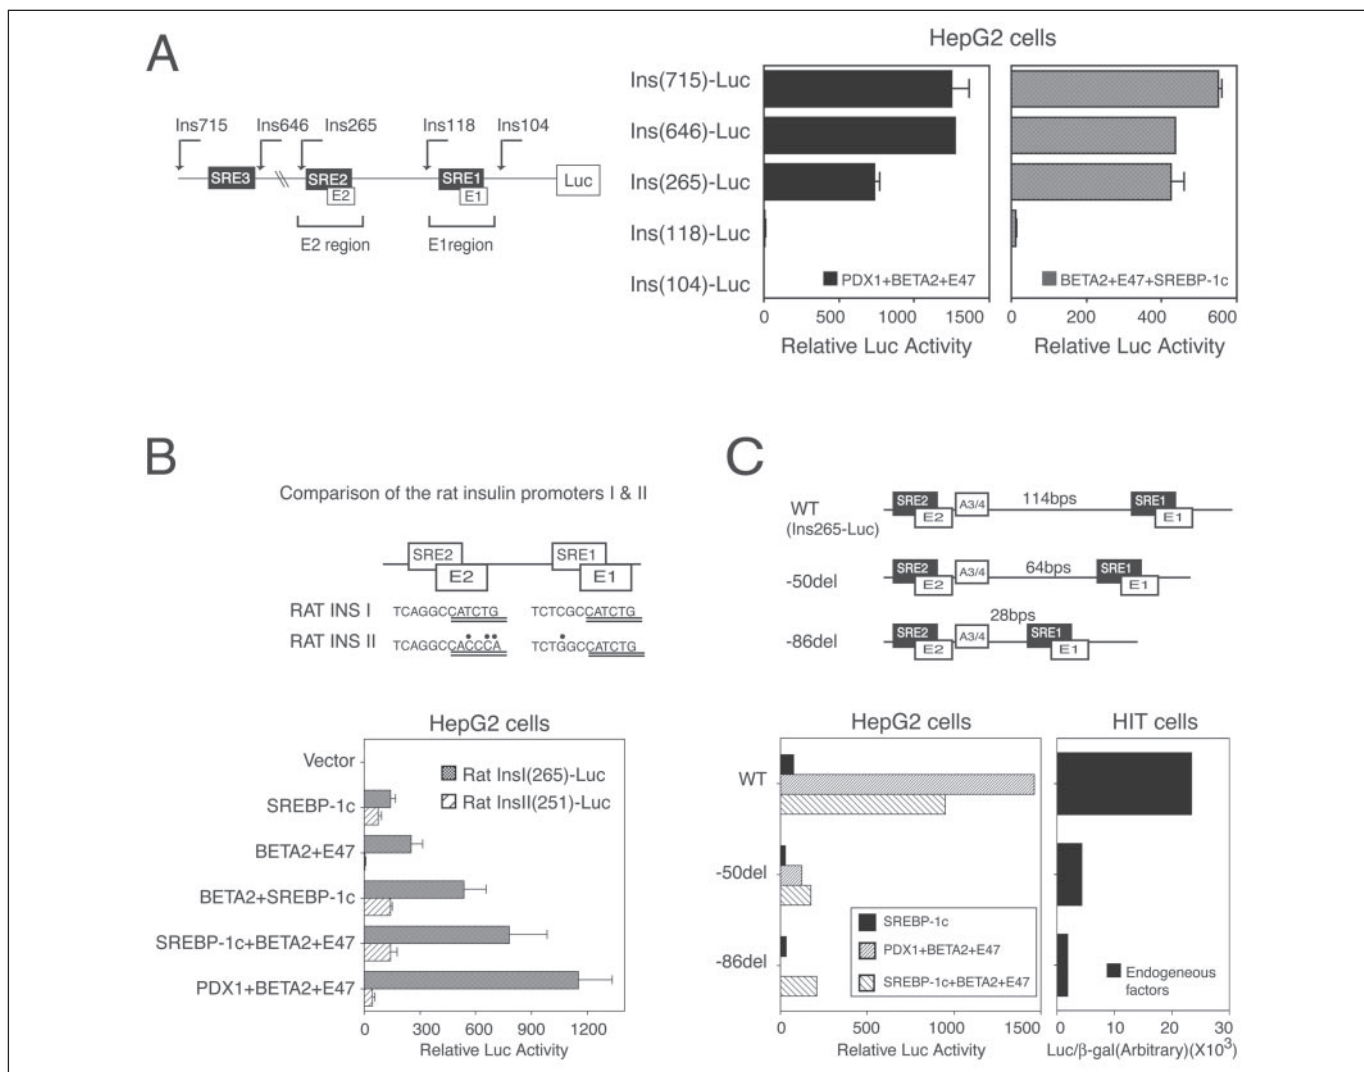 A
HepG2 cells
Ins715 Ins646 Ins265 Ins118 Ins104
SRE3 SRE2 SRE1 Luc
E2 E1
E2 region E1region
Ins(715)-Luc
Ins(646)-Luc
Ins(265)-Luc
Ins(118)-Luc
Ins(104)-Luc
PDX1+BETA2+E47
BETA2+E47+SREBP-1c
0 500 1000 1500
0 200 400 600
Relative Luc Activity
Relative Luc Activity
B
Comparison of the rat insulin promoters I & II
SRE2 SRE1
E2 E1
RAT INS I TCAGGCCATCTG TCTCGCCATCTG
RAT INS II TCAGGCCACCCA TCTGGCCATCTG
HepG2 cells
Vector
SREBP-1c
BETA2+E47
BETA2+SREBP-1c
SREBP-1c+BETA2+E47
PDX1+BETA2+E47
Rat InsI(265)-Luc
Rat InsII(251)-Luc
0 300 600 900 1200
Relative Luc Activity
C
WT
(Ins265-Luc)
SRE2 E2 A3/4 114bps SRE1 E1
-50del
SRE2 E2 A3/4 64bps SRE1 E1
-86del
28bps
SRE2 E2 A3/4 SRE1 E1
HepG2 cells HIT cells
WT
-50del
-86del
SREBP-1c
PDX1+BETA2+E47
SREBP-1c+BETA2+E47
Endogeneous
factors
0 500 1000 1500
0 10 20 30
Relative Luc Activity
Luc/β-gal(Arbitrary)(X10³)